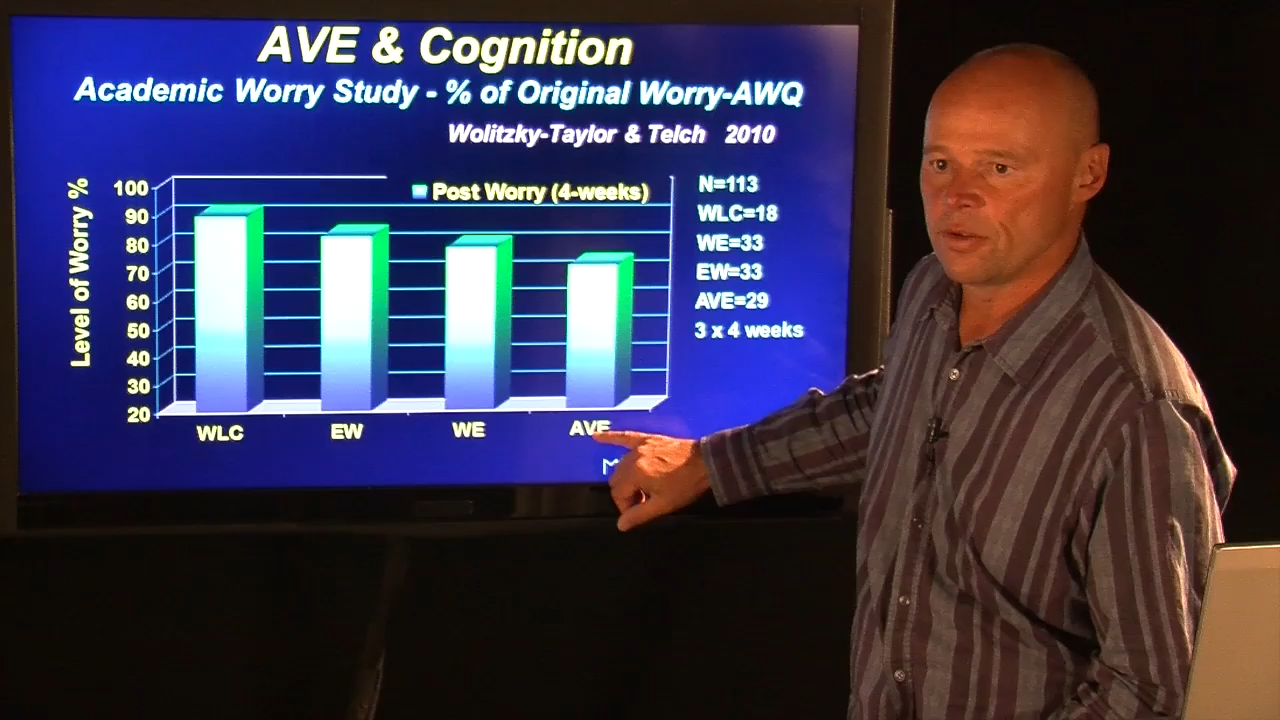 AVE & Cognition
Academic Worry Study - % of Original Worry-AWQ
Wolitzky-Taylor & Telch 2010
Level of Worry %
100
90
80
70
60
50
40
30
20
Post Worry (4-weeks)
WLC
EW
WE
AVE
N=113
WLC=18
WE=33
EW=33
AVE=29
3 x 4 weeks